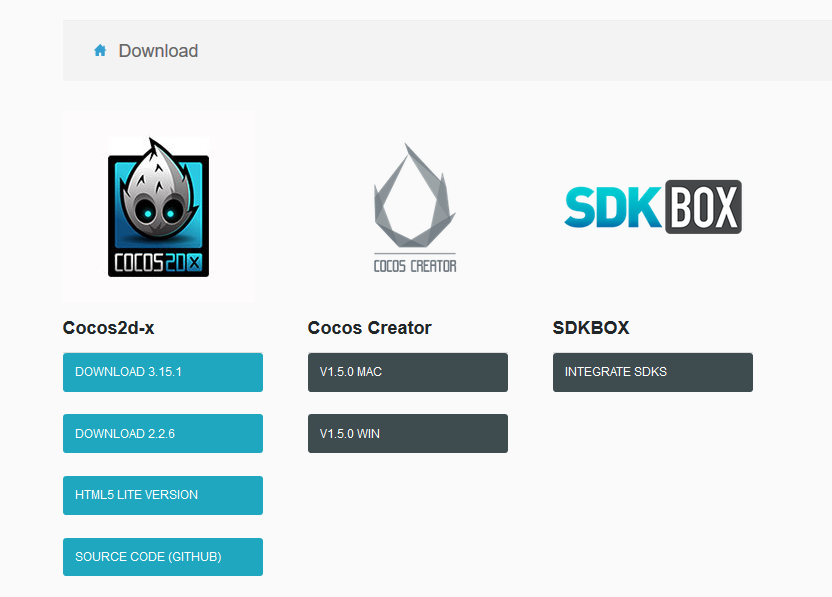 Download
COCOS2DX
COCOS CREATOR
SDKBOX
Cocos2d-x
Cocos Creator
SDKBOX
DOWNLOAD 3.15.1
V1.5.0 MAC
INTEGRATE SDKS
DOWNLOAD 2.2.6
V1.5.0 WIN
HTML5 LITE VERSION
SOURCE CODE (GITHUB)